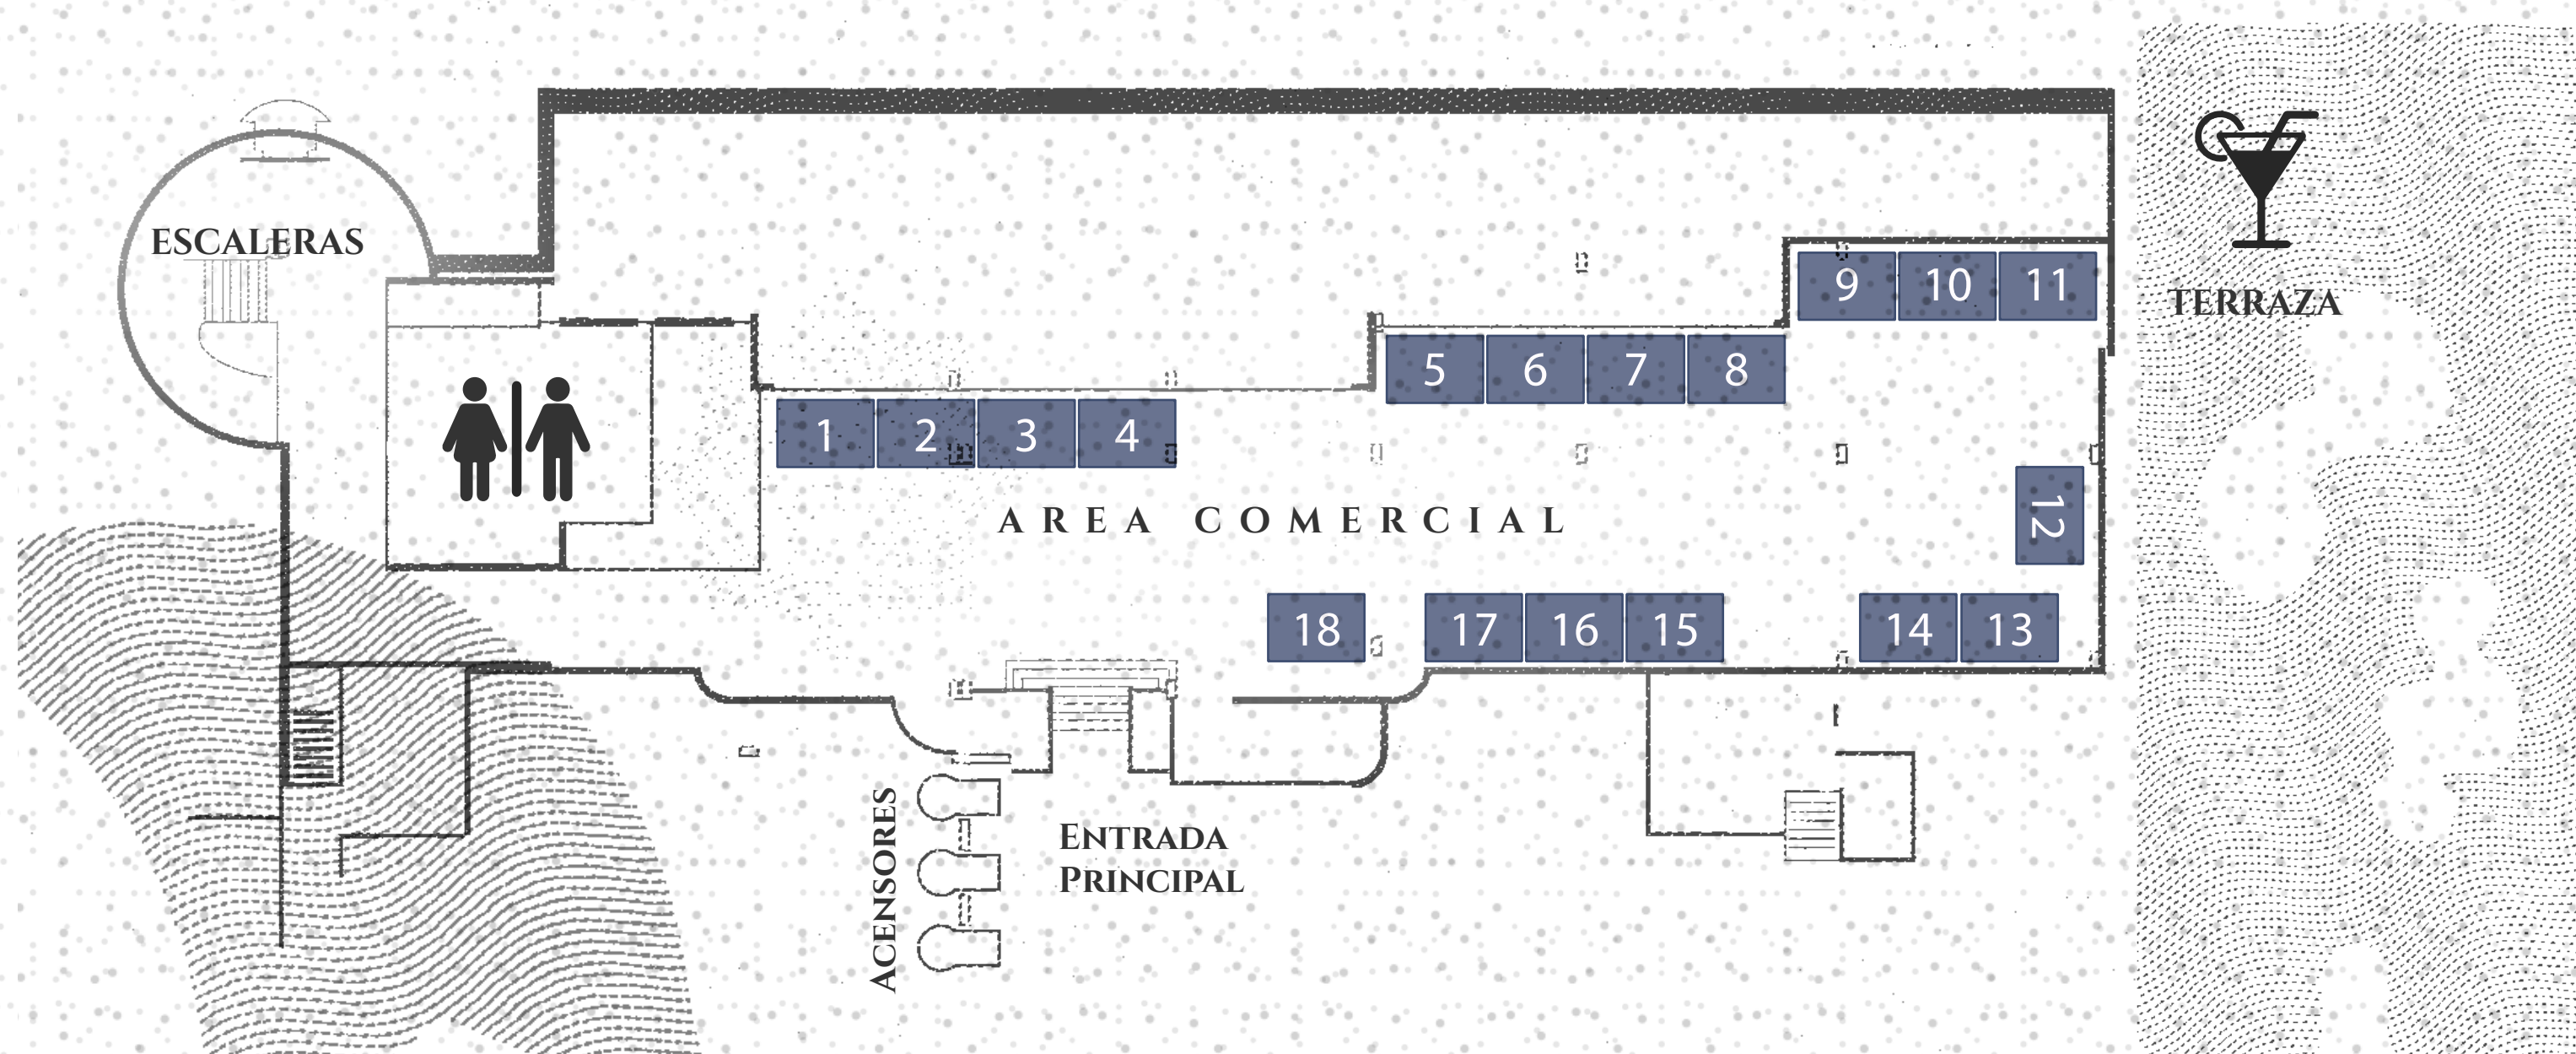 ESCALERAS
TERRAZA
9 10 11
5 6 7 8
1 2 3 4
AREA COMERCIAL
12
18 17 16 15 14 13
ACENSORES
ENTRADA
PRINCIPAL